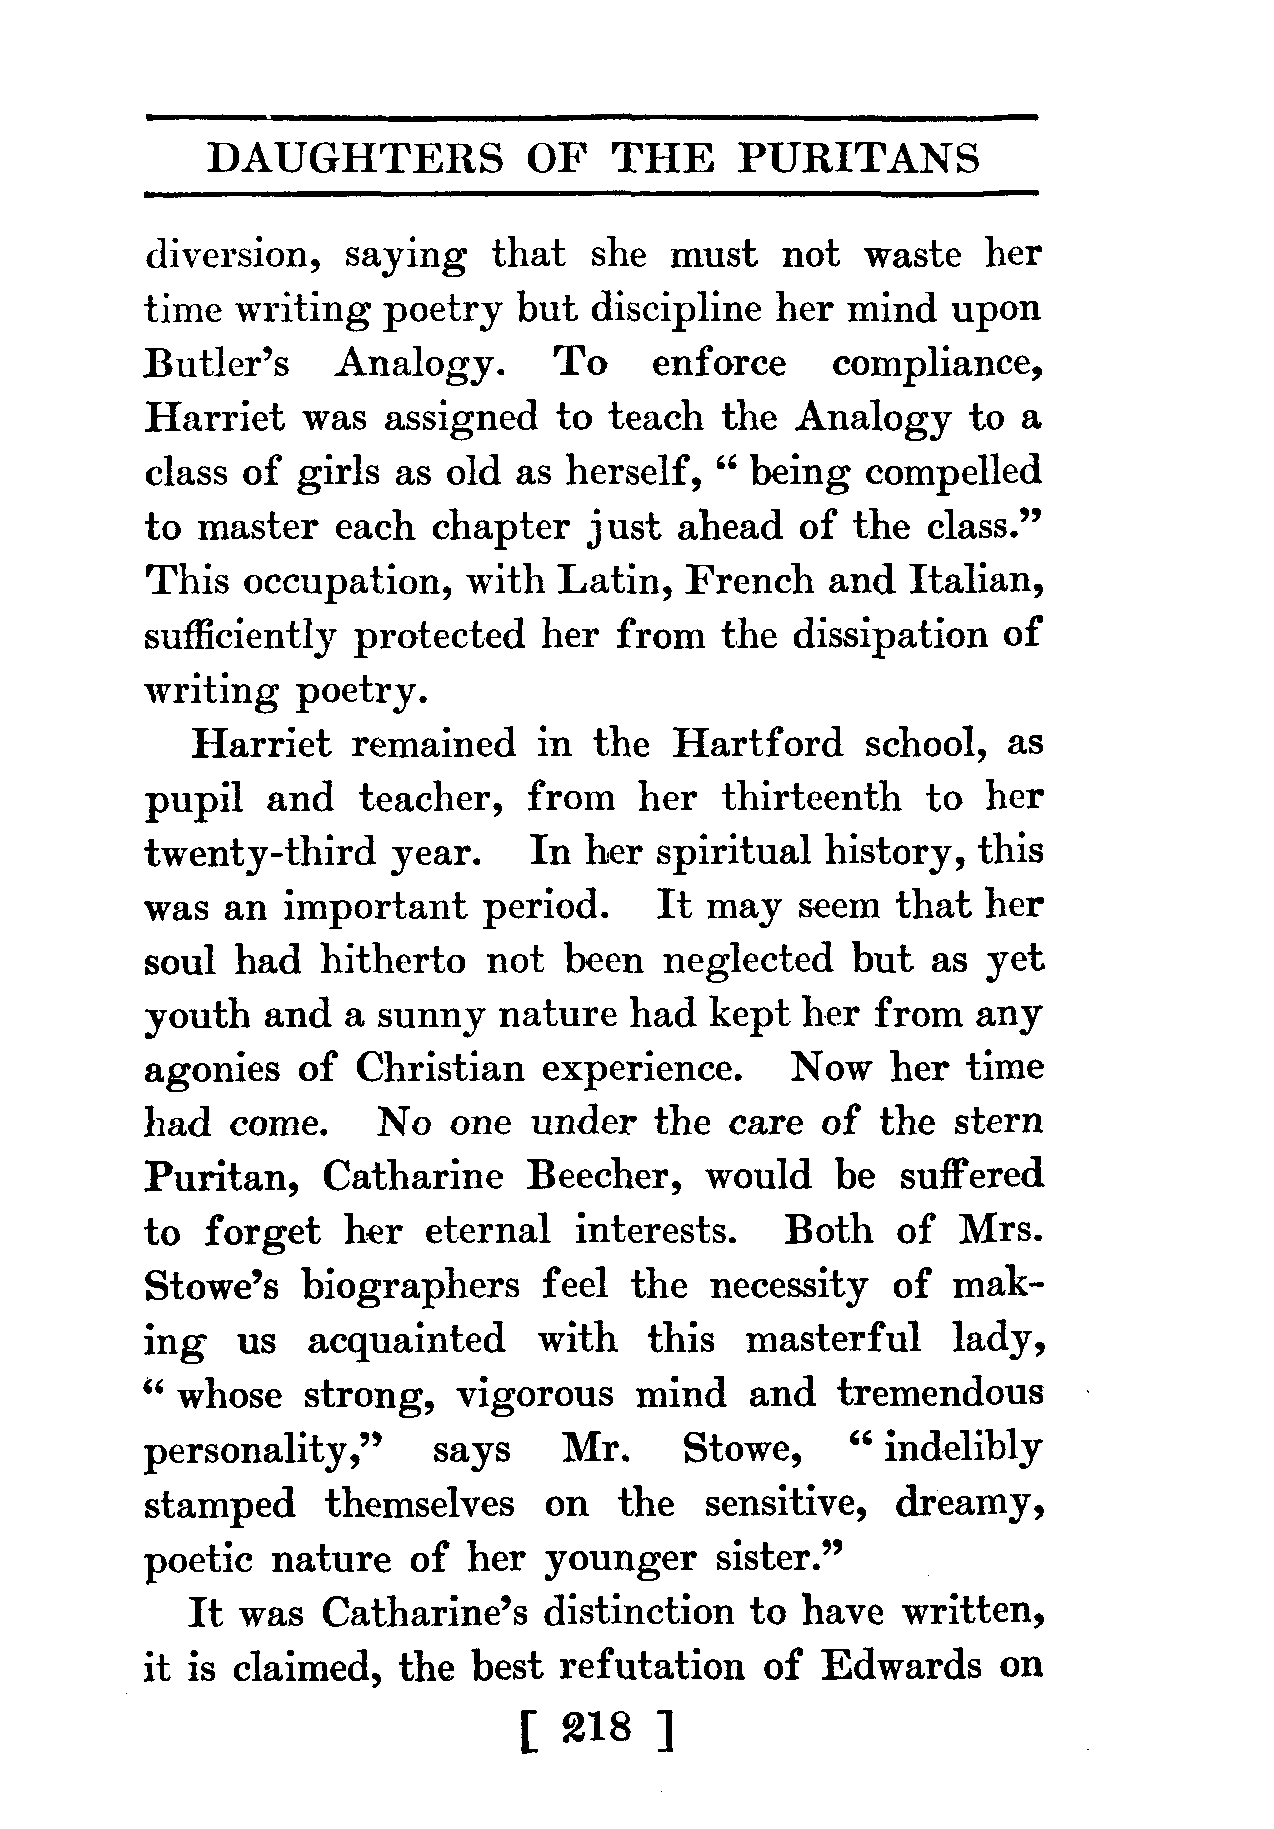 DAUGHTERS OF THE PURITANS
diversion, saying that she must not waste her
time writing poetry but discipline her mind upon
Butler's Analogy. To enforce compliance,
Harriet was assigned to teach the Analogy to a
class of girls as old as herself, " being compelled
to master each chapter just ahead of the class."
This occupation, with Latin, French and Italian,
sufficiently protected her from the dissipation of
writing poetry.
Harriet remained in the Hartford school, as
pupil and teacher, from her thirteenth to her
twenty-third year. In her spiritual history, this
was an important period. It may seem that her
soul had hitherto not been neglected but as yet
youth and a sunny nature had kept her from any
agonies of Christian experience. Now her time
had come. No one under the care of the stern
Puritan, Catharine Beecher, would be suffered
to forget her eternal interests. Both of Mrs.
Stowe's biographers feel the necessity of mak-
ing us acquainted with this masterful lady,
" whose strong, vigorous mind and tremendous
personality," says Mr. Stowe, " indelibly
stamped themselves on the sensitive, dreamy,
poetic nature of her younger sister."
It was Catharine's distinction to have written,
it is claimed, the best refutation of Edwards on
[ 218 ]